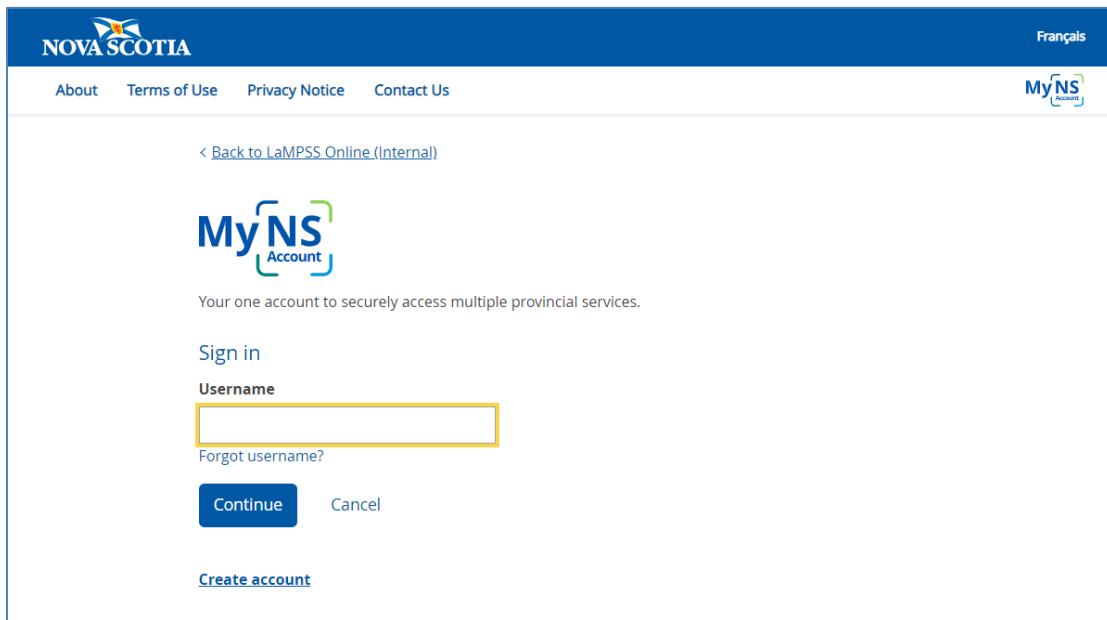 NOVA SCOTIA
Français
About Terms of Use Privacy Notice Contact Us
My NS Account
< Back to LaMPSS Online (Internal)
My NS
Account
Your one account to securely access multiple provincial services.
Sign in
Username
Forgot username?
Continue Cancel
Create account